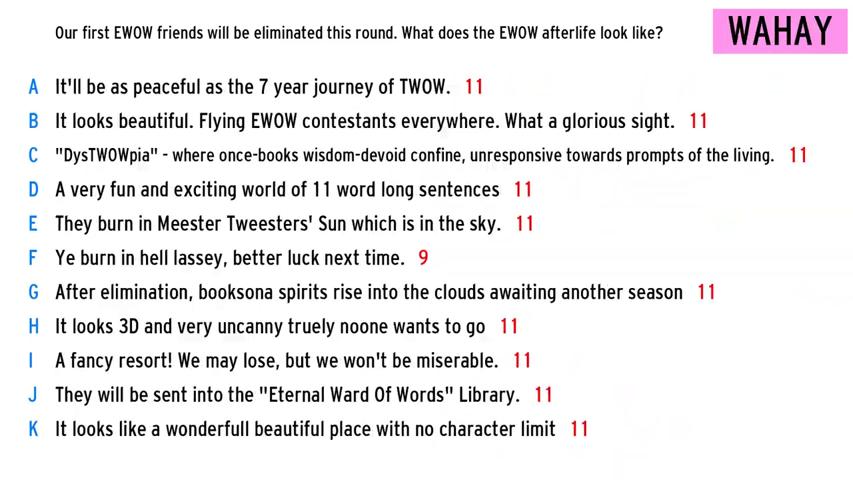 Our first EWOW friends will be eliminated this round. What does the EWOW afterlife look like?
WAHAY
A It'll be as peaceful as the 7 year journey of TWOW. 11
B It looks beautiful. Flying EWOW contestants everywhere. What a glorious sight. 11
C "DysTWOWpia" - where once-books wisdom-devoid confine, unresponsive towards prompts of the living. 11
D A very fun and exciting world of 11 word long sentences 11
E They burn in Meester Tweesters' Sun which is in the sky. 11
F Ye burn in hell lassey, better luck next time. 9
G After elimination, booksona spirits rise into the clouds awaiting another season 11
H It looks 3D and very uncanny truely noone wants to go 11
I A fancy resort! We may lose, but we won't be miserable. 11
J They will be sent into the "Eternal Ward Of Words" Library. 11
K It looks like a wonderfull beautiful place with no character limit 11